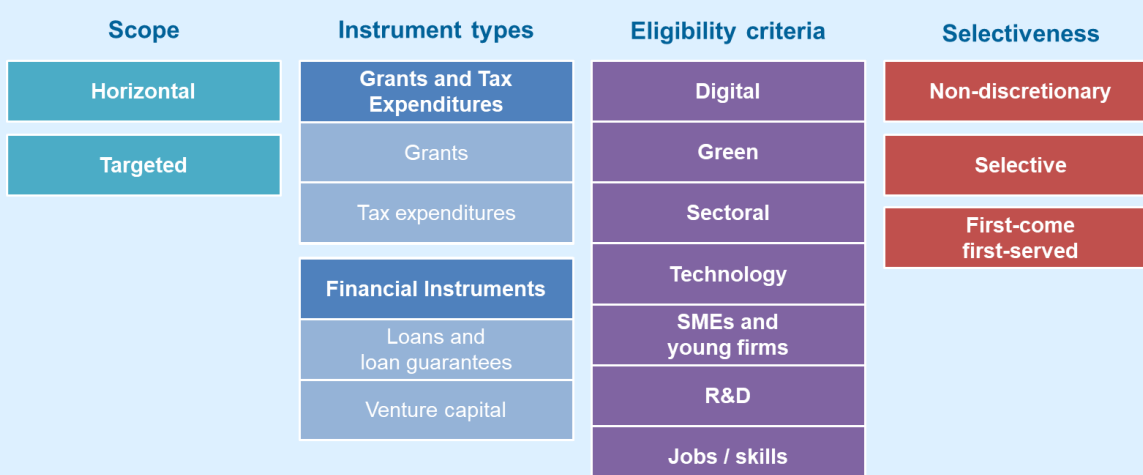 Scope
Horizontal
Targeted
Instrument types
Grants and Tax
Expenditures
Grants
Tax expenditures
Financial Instruments
Loans and
loan guarantees
Venture capital
Eligibility criteria
Digital
Green
Sectoral
Technology
SMEs and
young firms
R&D
Jobs / skills
Selectiveness
Non-discretionary
Selective
First-come
first-served